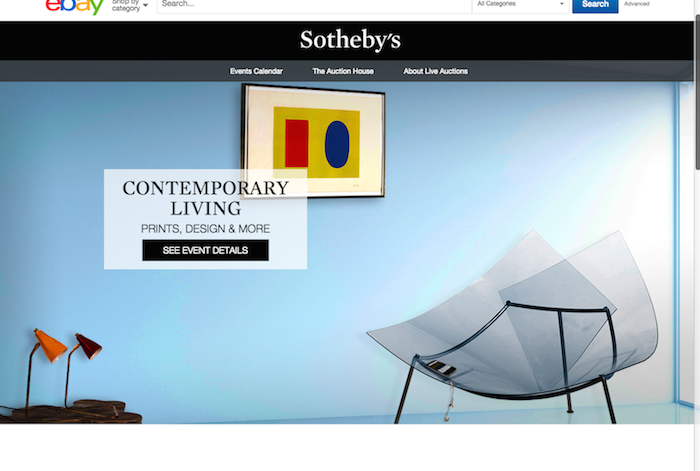 ebay Shop by category Search... All Categories Search Advanced
Sotheby's
Events Calendar The Auction House About Live Auctions
CONTEMPORARY
LIVING
PRINTS, DESIGN & MORE
SEE EVENT DETAILS